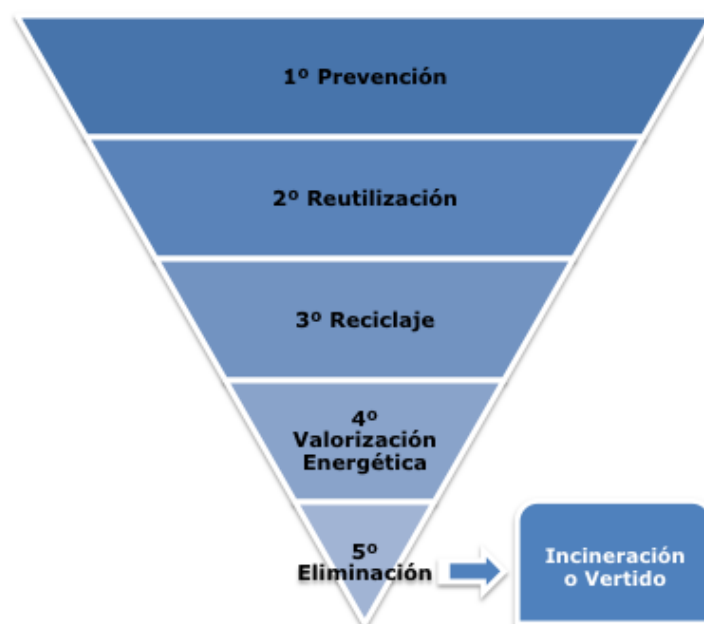 1º Prevención
2º Reutilización
3º Reciclaje
4º
Valorización
Energética
5º
Eliminación
Incineración
o Vertido